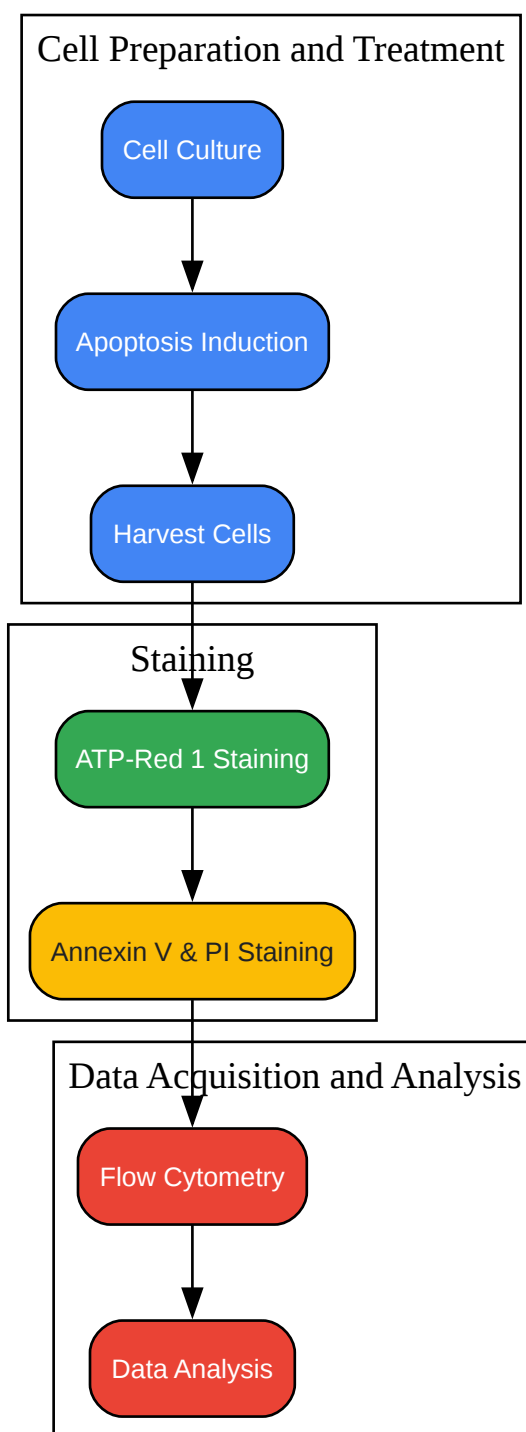 Cell Preparation and Treatment
Cell Culture
Apoptosis Induction
Harvest Cells
Staining
ATP-Red 1 Staining
Annexin V & PI Staining
Data Acquisition and Analysis
Flow Cytometry
Data Analysis